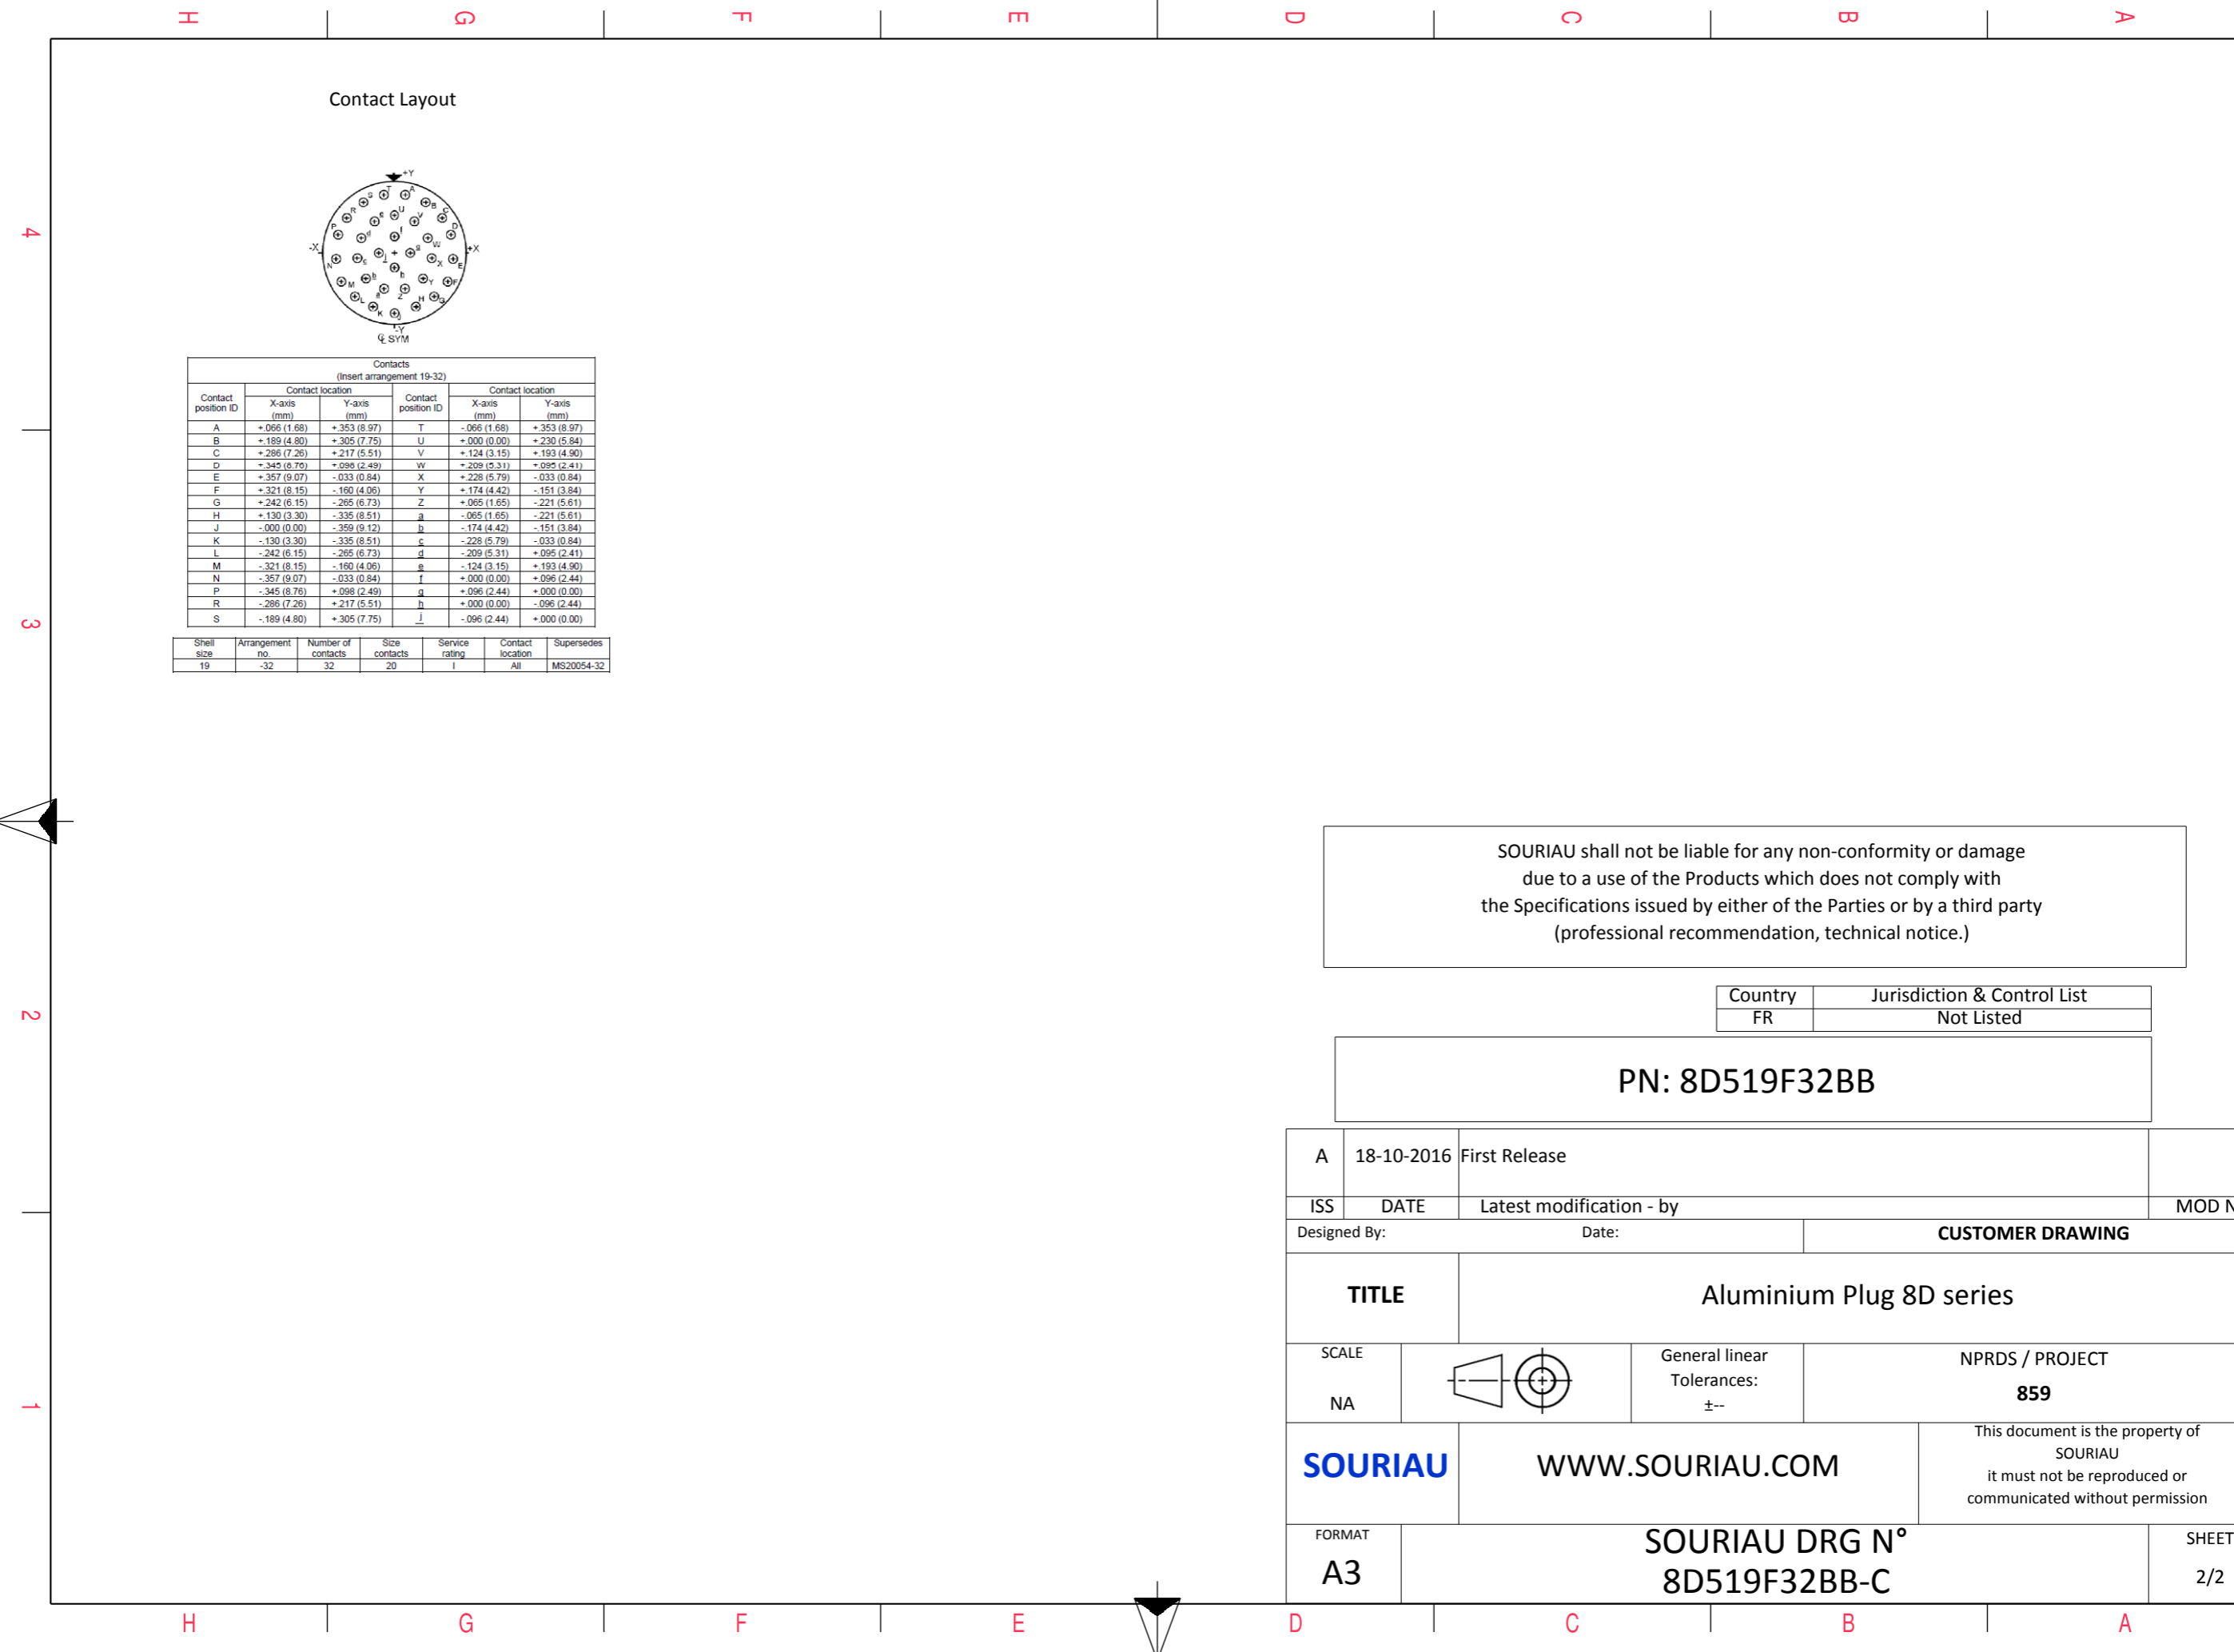 H G F E D C B A
Contact Layout
+Y
T A
S B
R e U V C
P d f D
W
-X +X
j g
N c X E
M b h Y F
L a Z H G
K J
-Y
℄ SYM
4
3
2
1
Contacts
(Insert arrangement 19-32)
Contact position ID Contact location Contact position ID Contact location
X-axis (mm) Y-axis (mm) X-axis (mm) Y-axis (mm)
A +.066 (1.68) +.353 (8.97) T -.066 (1.68) +.353 (8.97)
B +.189 (4.80) +.305 (7.75) U +.000 (0.00) +.230 (5.84)
C +.286 (7.26) +.217 (5.51) V +.124 (3.15) +.193 (4.90)
D +.345 (8.76) +.098 (2.49) W +.209 (5.31) +.095 (2.41)
E +.357 (9.07) -.033 (0.84) X +.228 (5.79) -.033 (0.84)
F +.321 (8.15) -.160 (4.06) Y +.174 (4.42) -.151 (3.84)
G +.242 (6.15) -.265 (6.73) Z +.065 (1.65) -.221 (5.61)
H +.130 (3.30) -.335 (8.51) a -.065 (1.65) -.221 (5.61)
J -.000 (0.00) -.359 (9.12) b -.174 (4.42) -.151 (3.84)
K -.130 (3.30) -.335 (8.51) c -.228 (5.79) -.033 (0.84)
L -.242 (6.15) -.265 (6.73) d -.209 (5.31) +.095 (2.41)
M -.321 (8.15) -.160 (4.06) e -.124 (3.15) +.193 (4.90)
N -.357 (9.07) -.033 (0.84) f +.000 (0.00) +.096 (2.44)
P -.345 (8.76) +.098 (2.49) g +.096 (2.44) +.000 (0.00)
R -.286 (7.26) +.217 (5.51) h +.000 (0.00) -.096 (2.44)
S -.189 (4.80) +.305 (7.75) j -.096 (2.44) +.000 (0.00)
Shell size Arrangement no. Number of contacts Size contacts Service rating Contact location Supersedes
19 -32 32 20 I All MS20054-32
SOURIAU shall not be liable for any non-conformity or damage
due to a use of the Products which does not comply with
the Specifications issued by either of the Parties or by a third party
(professional recommendation, technical notice.)
Country Jurisdiction & Control List
FR Not Listed
PN: 8D519F32BB
A 18-10-2016 First Release
ISS DATE Latest modification - by MOD N
Designed By: Date: CUSTOMER DRAWING
TITLE Aluminium Plug 8D series
SCALE
NA
General linear
Tolerances:
±--
NPRDS / PROJECT
859
SOURIAU
WWW.SOURIAU.COM
This document is the property of
SOURIAU
it must not be reproduced or
communicated without permission
FORMAT
A3
SOURIAU DRG N°
8D519F32BB-C
SHEET
2/2
H G F E D C B A